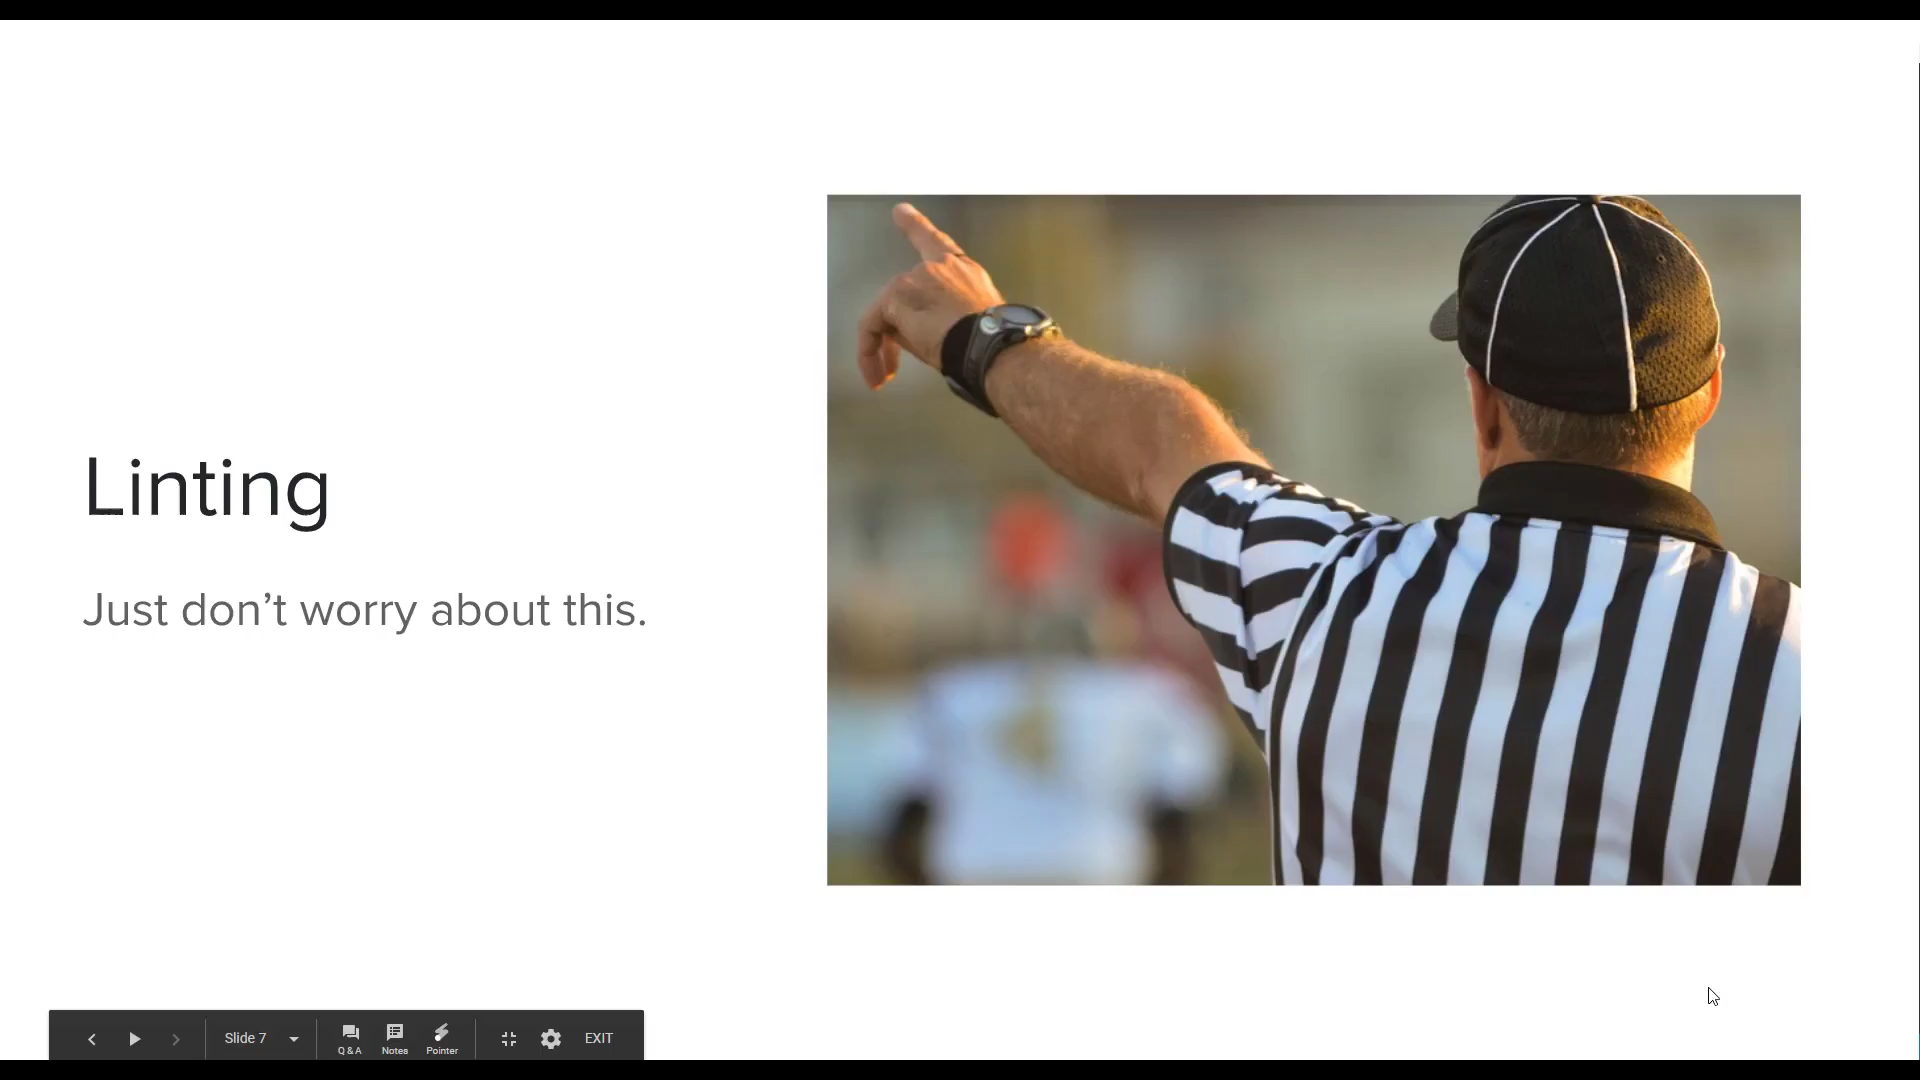 Linting
Just don’t worry about this.
Slide 7
Q & A
Notes
Pointer
EXIT